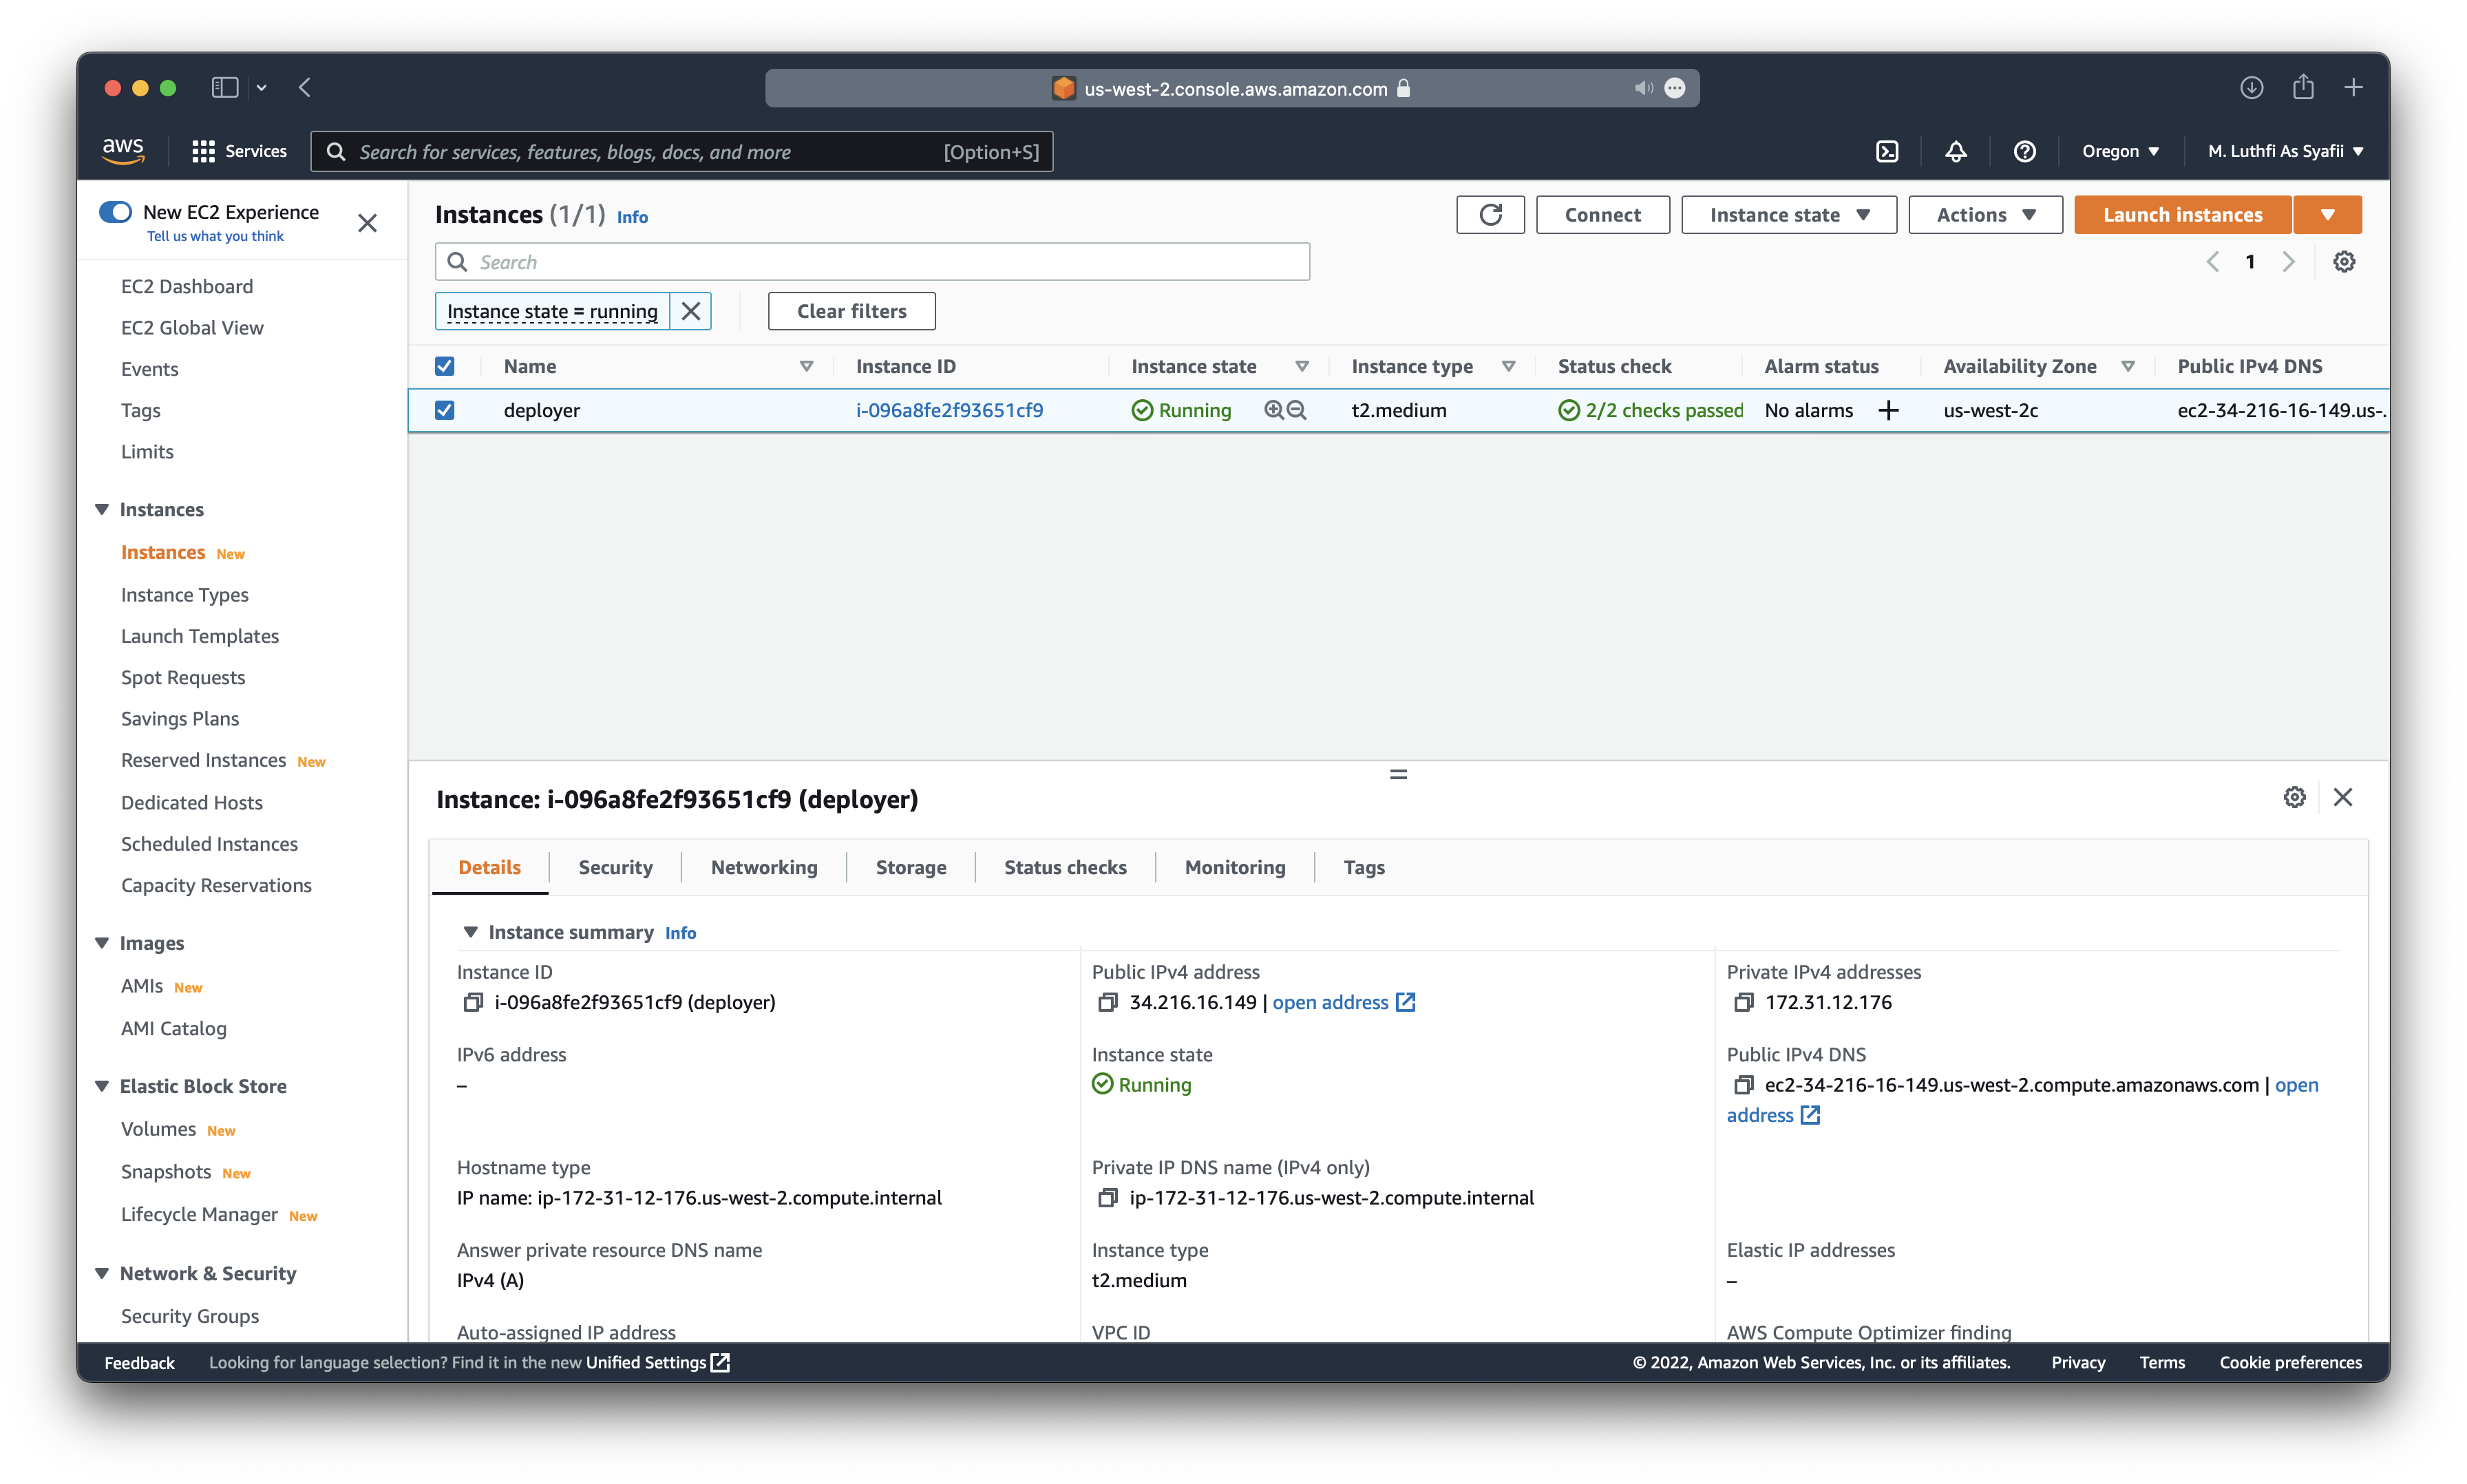 us-west-2.console.aws.amazon.com
aws
Services
Search for services, features, blogs, docs, and more
[Option+S]
Oregon
M. Luthfi As Syafii
New EC2 Experience
Tell us what you think
EC2 Dashboard
EC2 Global View
Events
Tags
Limits
Instances
Instances New
Instance Types
Launch Templates
Spot Requests
Savings Plans
Reserved Instances New
Dedicated Hosts
Scheduled Instances
Capacity Reservations
Images
AMIs New
AMI Catalog
Elastic Block Store
Volumes New
Snapshots New
Lifecycle Manager New
Network & Security
Security Groups
Instances (1/1) Info
Connect
Instance state
Actions
Launch instances
Search
1
Instance state = running
Clear filters
Name Instance ID Instance state Instance type Status check Alarm status Availability Zone Public IPv4 DNS
deployer i-096a8fe2f93651cf9 Running t2.medium 2/2 checks passed No alarms + us-west-2c ec2-34-216-16-149.us-.
Instance: i-096a8fe2f93651cf9 (deployer)
Details Security Networking Storage Status checks Monitoring Tags
Instance summary Info
Instance ID
i-096a8fe2f93651cf9 (deployer)
Public IPv4 address
34.216.16.149 | open address
Private IPv4 addresses
172.31.12.176
IPv6 address
–
Instance state
Running
Public IPv4 DNS
ec2-34-216-16-149.us-west-2.compute.amazonaws.com | open
address
Hostname type
IP name: ip-172-31-12-176.us-west-2.compute.internal
Private IP DNS name (IPv4 only)
ip-172-31-12-176.us-west-2.compute.internal
Answer private resource DNS name
IPv4 (A)
Instance type
t2.medium
Elastic IP addresses
–
Auto-assigned IP address
VPC ID
AWS Compute Optimizer finding
Feedback
Looking for language selection? Find it in the new Unified Settings
© 2022, Amazon Web Services, Inc. or its affiliates.
Privacy
Terms
Cookie preferences